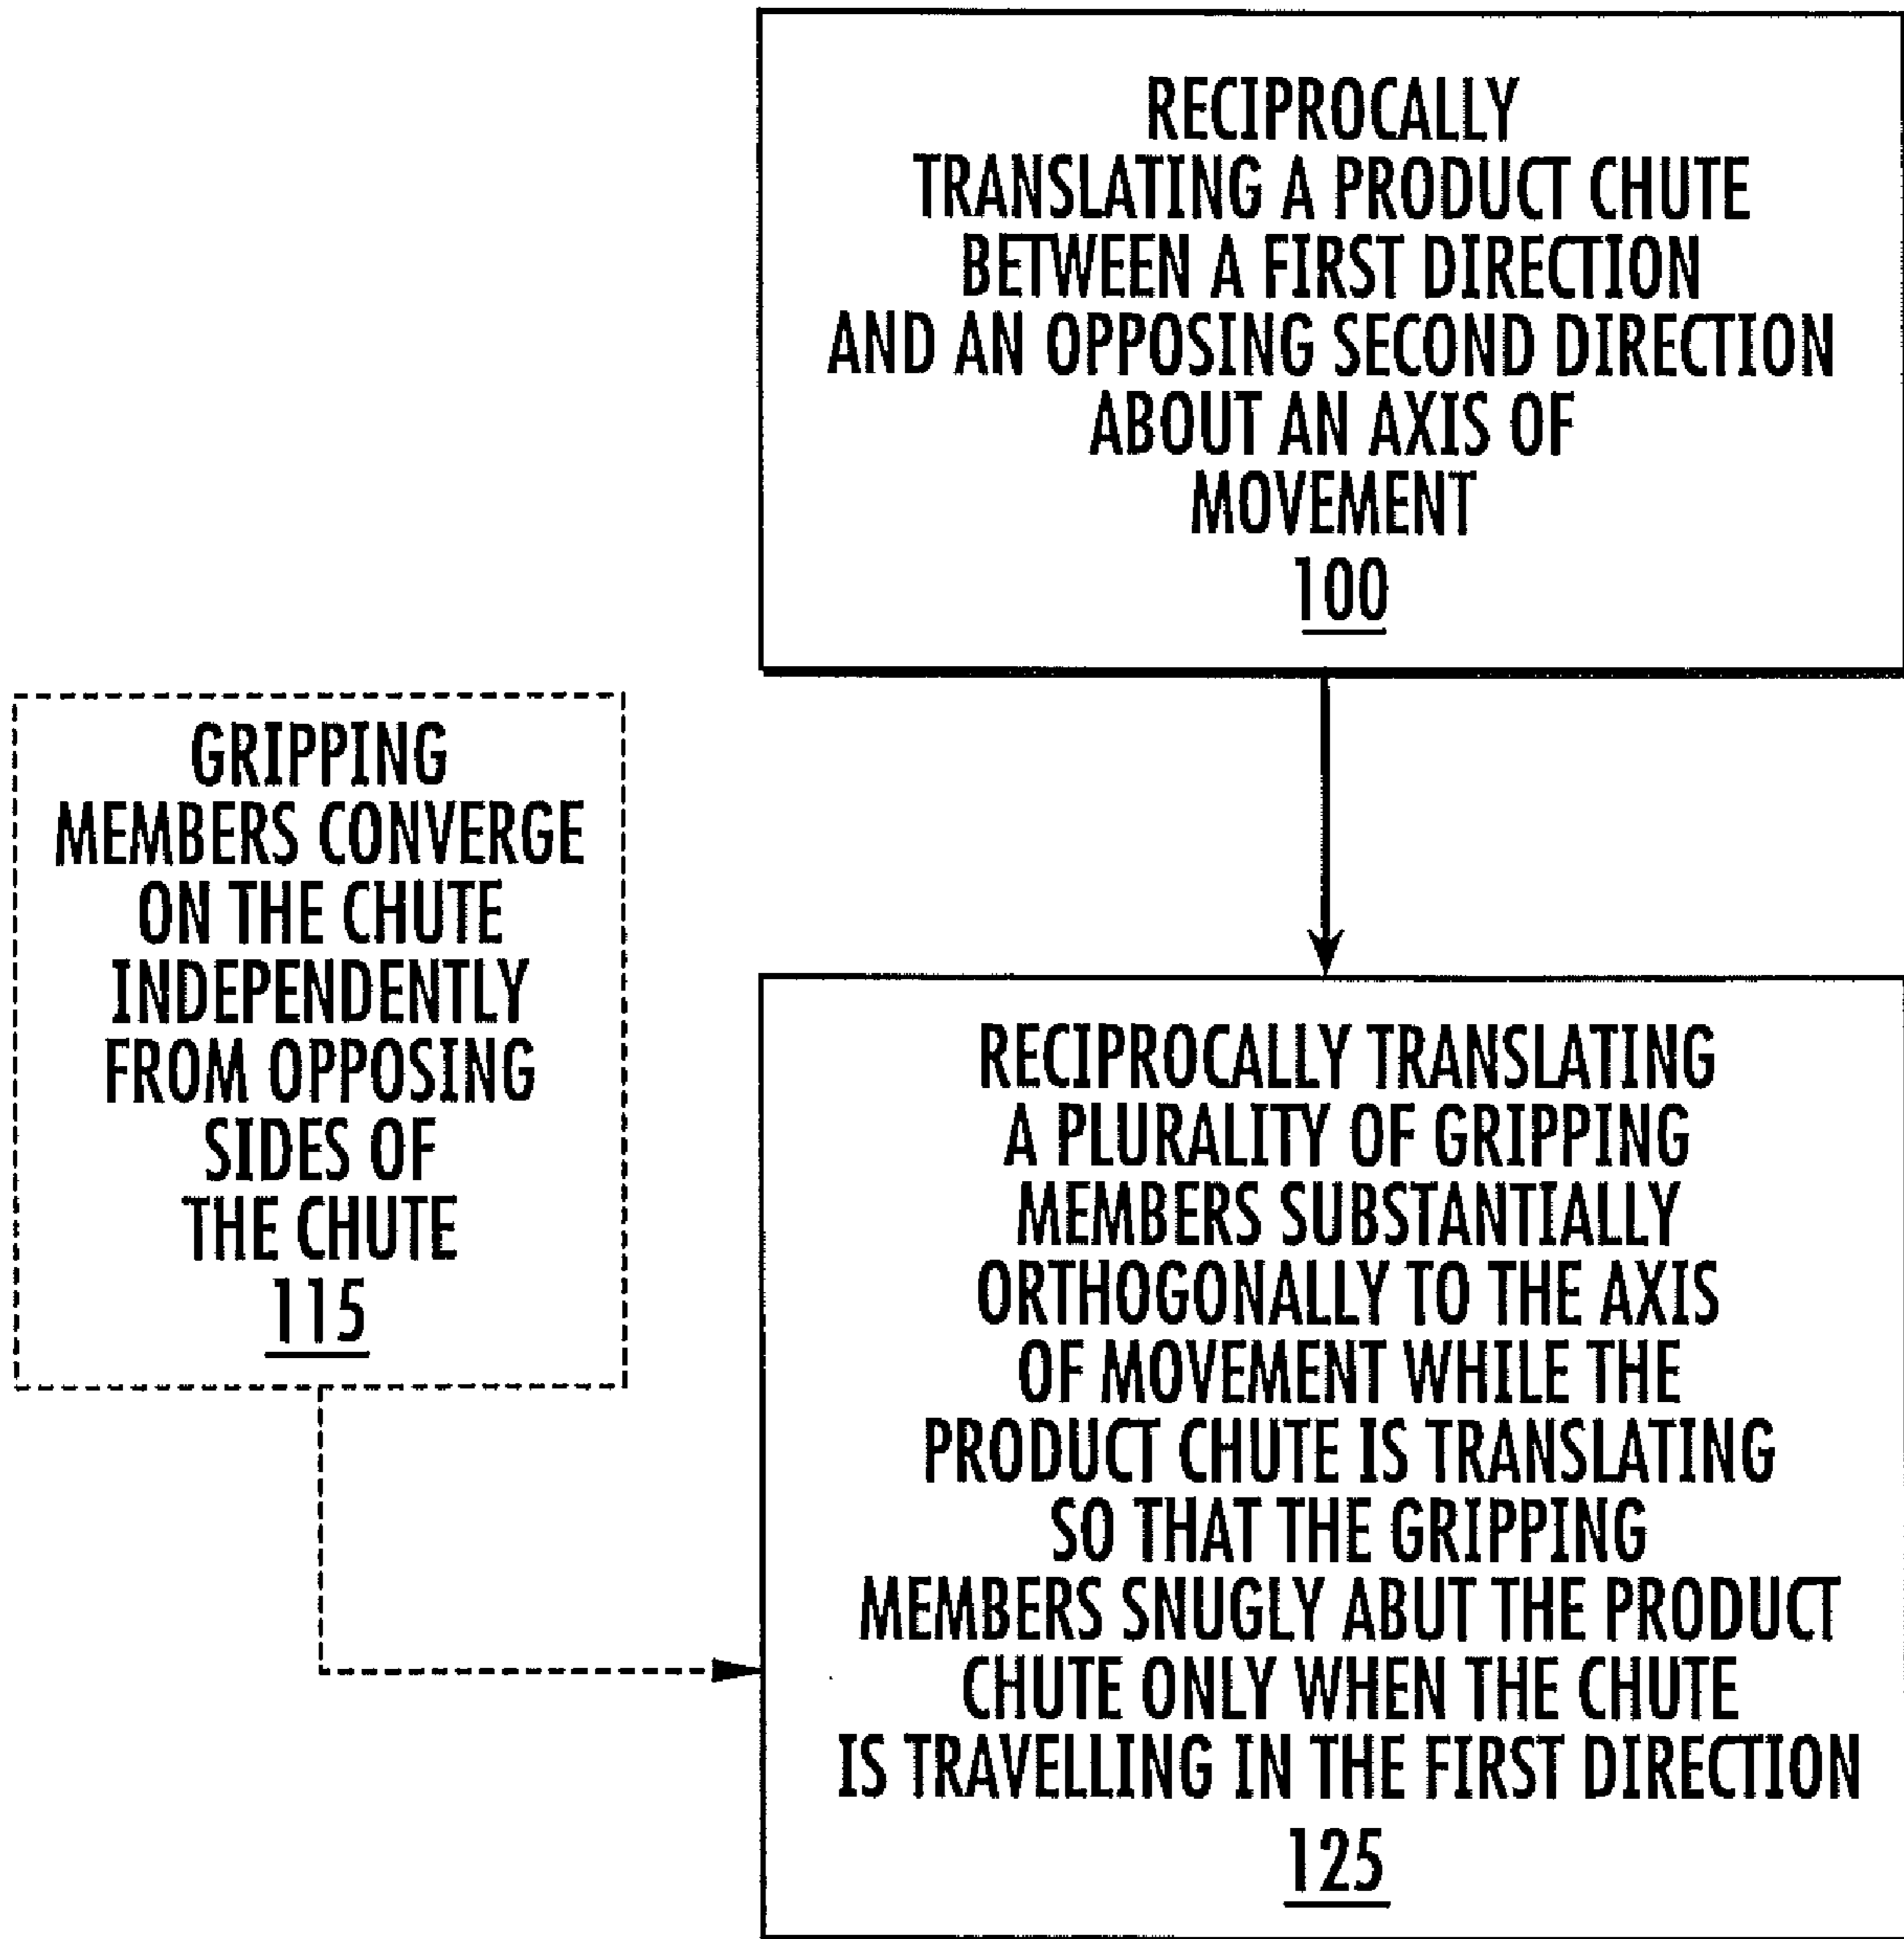 RECIPROCALLY
TRANSLATING A PRODUCT CHUTE
BETWEEN A FIRST DIRECTION
AND AN OPPOSING SECOND DIRECTION
ABOUT AN AXIS OF
MOVEMENT
100
GRIPPING
MEMBERS CONVERGE
ON THE CHUTE
INDEPENDENTLY
FROM OPPOSING
SIDES OF
THE CHUTE
115
RECIPROCALLY TRANSLATING
A PLURALITY OF GRIPPING
MEMBERS SUBSTANTIALLY
ORTHOGONALLY TO THE AXIS
OF MOVEMENT WHILE THE
PRODUCT CHUTE IS TRANSLATING
SO THAT THE GRIPPING
MEMBERS SNUGLY ABUT THE PRODUCT
CHUTE ONLY WHEN THE CHUTE
IS TRAVELLING IN THE FIRST DIRECTION
125